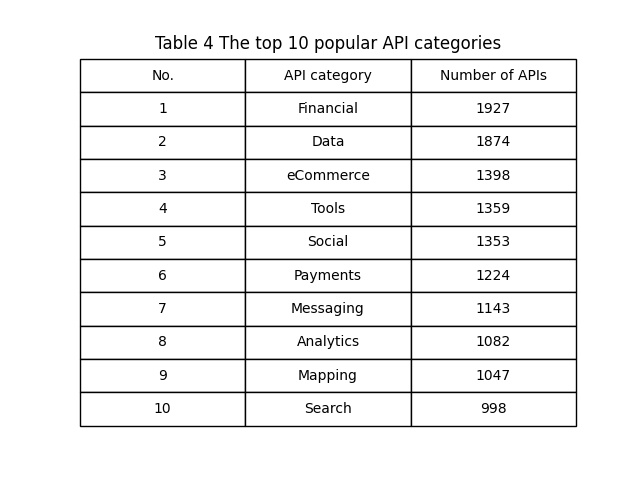 Table 4 The top 10 popular API categories
No. API category Number of APIs
1 Financial 1927
2 Data 1874
3 eCommerce 1398
4 Tools 1359
5 Social 1353
6 Payments 1224
7 Messaging 1143
8 Analytics 1082
9 Mapping 1047
10 Search 998